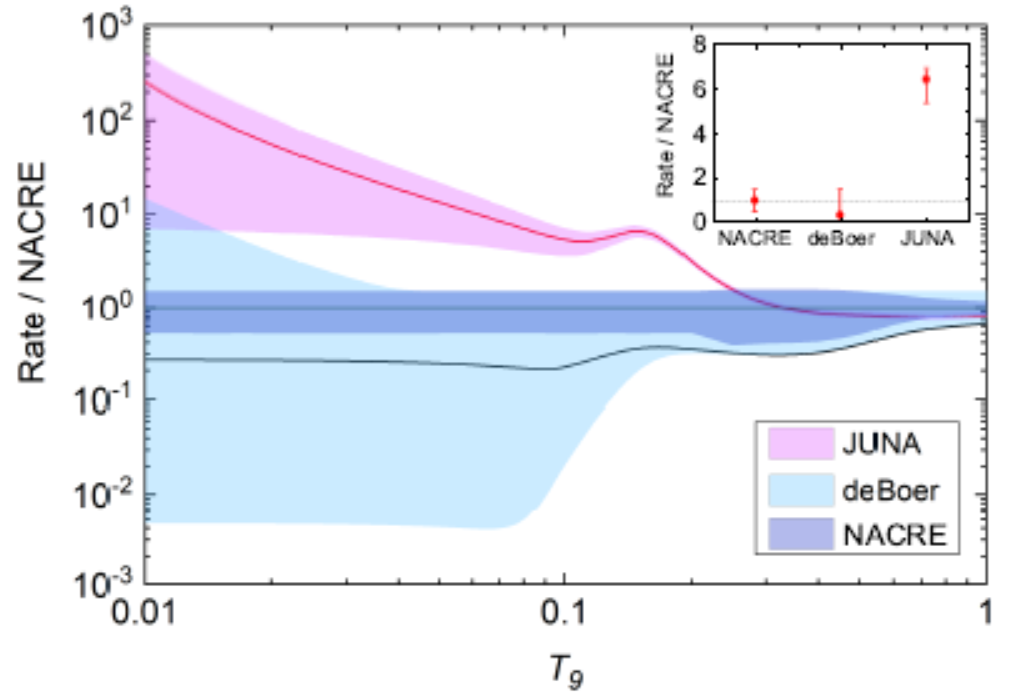 Rate / NACRE
10³
10²
10¹
10⁰
10⁻¹
10⁻²
10⁻³
0.01
0.1
1
T₉
Rate / NACRE
8
6
4
2
0
NACRE
deBoer
JUNA
JUNA
deBoer
NACRE